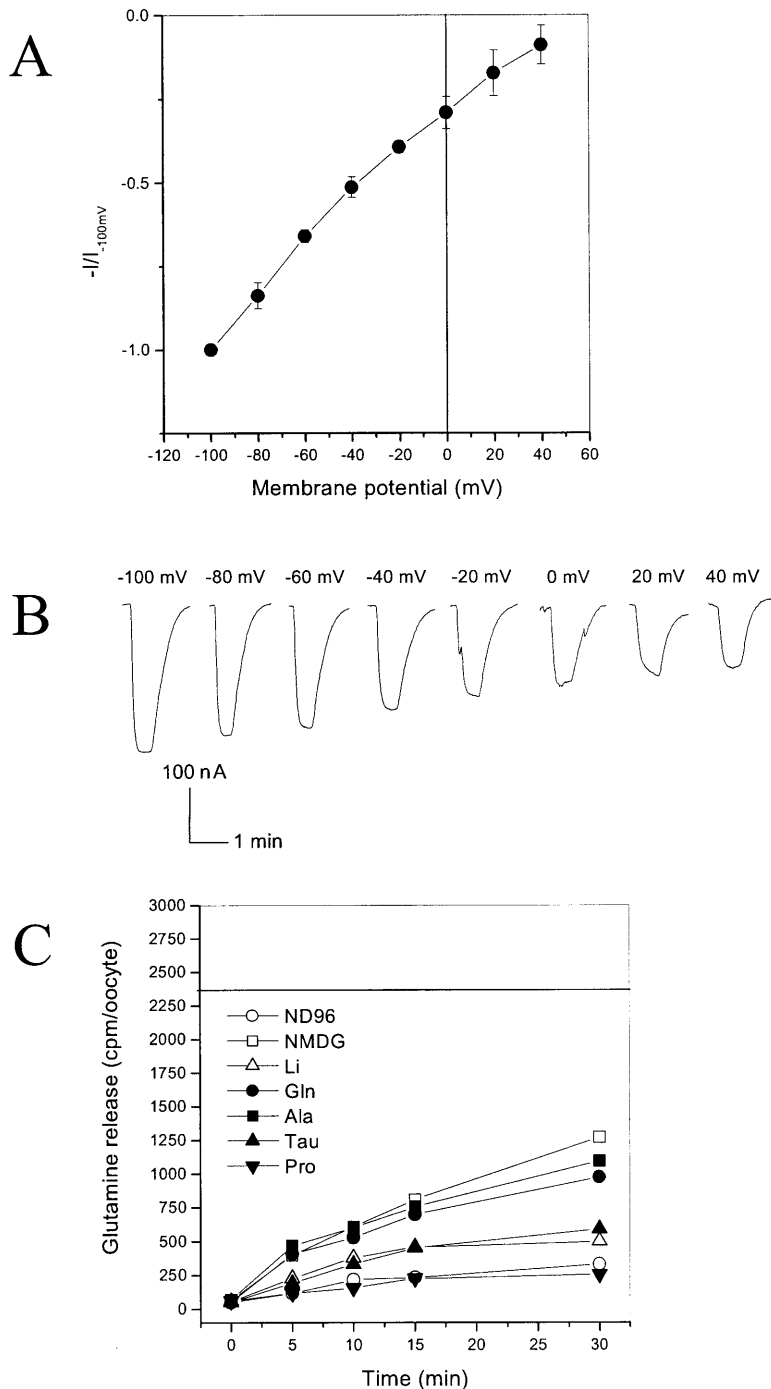 A
0.0
-0.5
-1.0
-I/I-100mV
-120 -100 -80 -60 -40 -20 0 20 40 60
Membrane potential (mV)
B
-100 mV -80 mV -60 mV -40 mV -20 mV 0 mV 20 mV 40 mV
100 nA
1 min
C
3000
2750
2500
2250
2000
1750
1500
1250
1000
750
500
250
0
Glutamine release (cpm/oocyte)
ND96
NMDG
Li
Gln
Ala
Tau
Pro
0 5 10 15 20 25 30
Time (min)